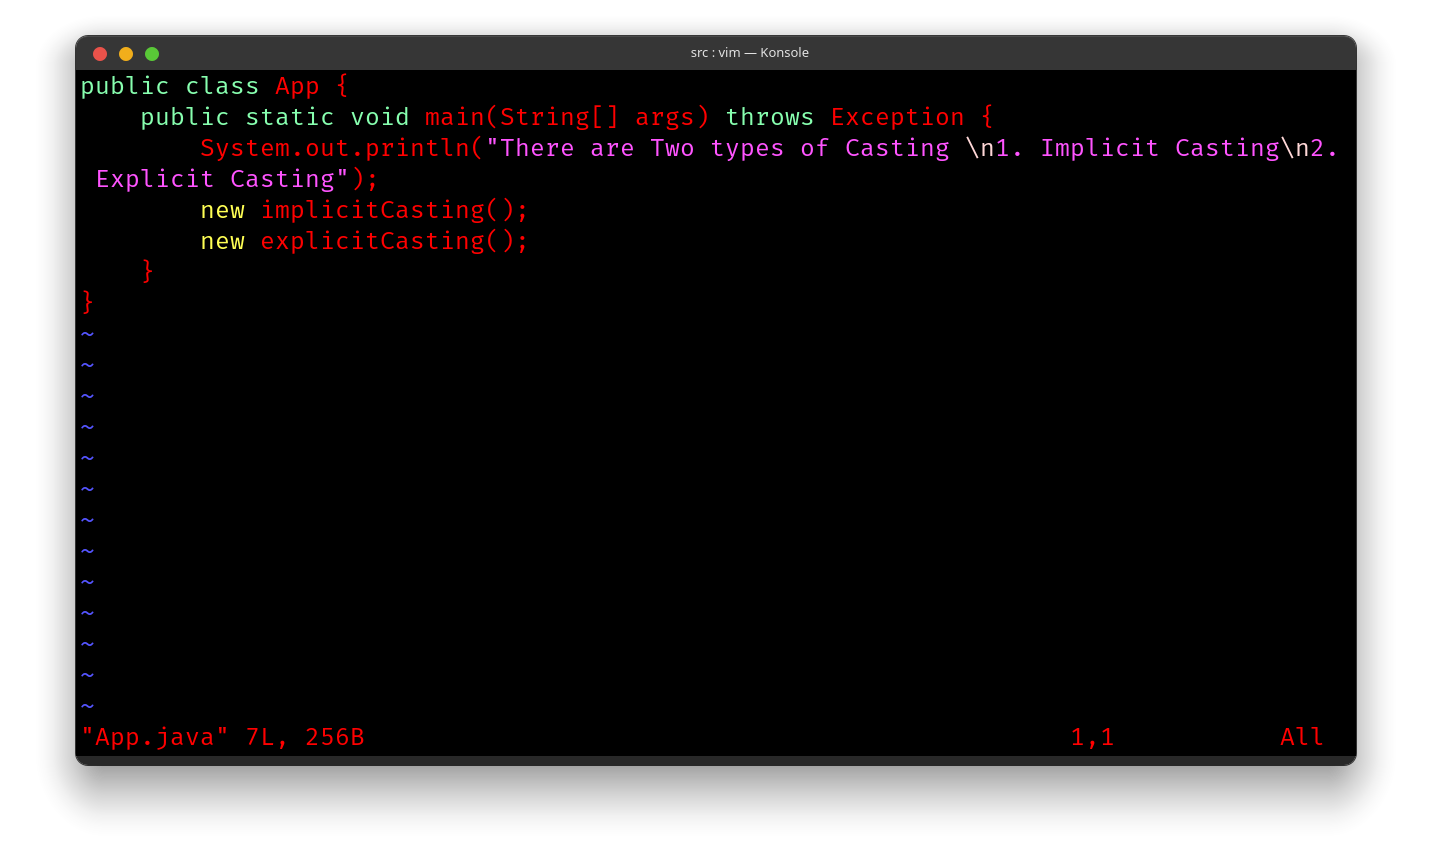 src : vim — Konsole
public class App {
    public static void main(String[] args) throws Exception {
        System.out.println("There are Two types of Casting \n1. Implicit Casting\n2.
 Explicit Casting");
        new implicitCasting();
        new explicitCasting();
    }
}
~
~
~
~
~
~
~
~
~
~
~
~
~
"App.java" 7L, 256B 1,1 All